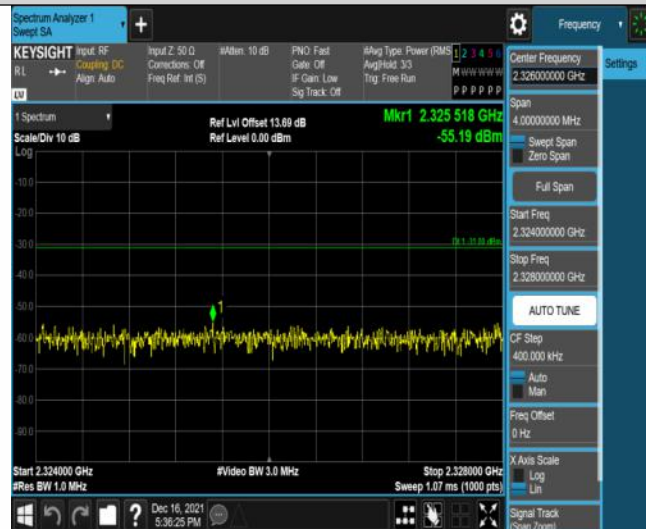 Spectrum Analyzer 1
Swept SA
+
Frequency
KEYSIGHT
RL
LXI
Input: RF
Coupling: DC
Align: Auto
Input Z: 50 Ω
Corrections: Off
Freq Ref: Int (S)
#Atten: 10 dB
PNO: Fast
Gate: Off
IF Gain: Low
Sig Track: Off
#Avg Type: Power (RMS
Avg|Hold: 3/3
Trig: Free Run
1 2 3 4 5 6
M W W W W W
P P P P P P
1 Spectrum
Scale/Div 10 dB
Log
Ref Lvl Offset 13.69 dB
Ref Level 0.00 dBm
Mkr1 2.325 518 GHz
-55.19 dBm
-10.0
-20.0
-30.0
-40.0
-50.0
-60.0
-70.0
-80.0
-90.0
1
Start 2.324000 GHz
#Res BW 1.0 MHz
#Video BW 3.0 MHz
Stop 2.328000 GHz
Sweep 1.07 ms (1000 pts)
Dec 16, 2021
5:36:25 PM
?
Settings
Center Frequency
2.326000000 GHz
Span
4.00000000 MHz
Swept Span
Zero Span
Full Span
Start Freq
2.324000000 GHz
Stop Freq
2.328000000 GHz
AUTO TUNE
CF Step
400.000 kHz
Auto
Man
Freq Offset
0 Hz
X Axis Scale
Log
Lin
Signal Track
(Span Zoom)